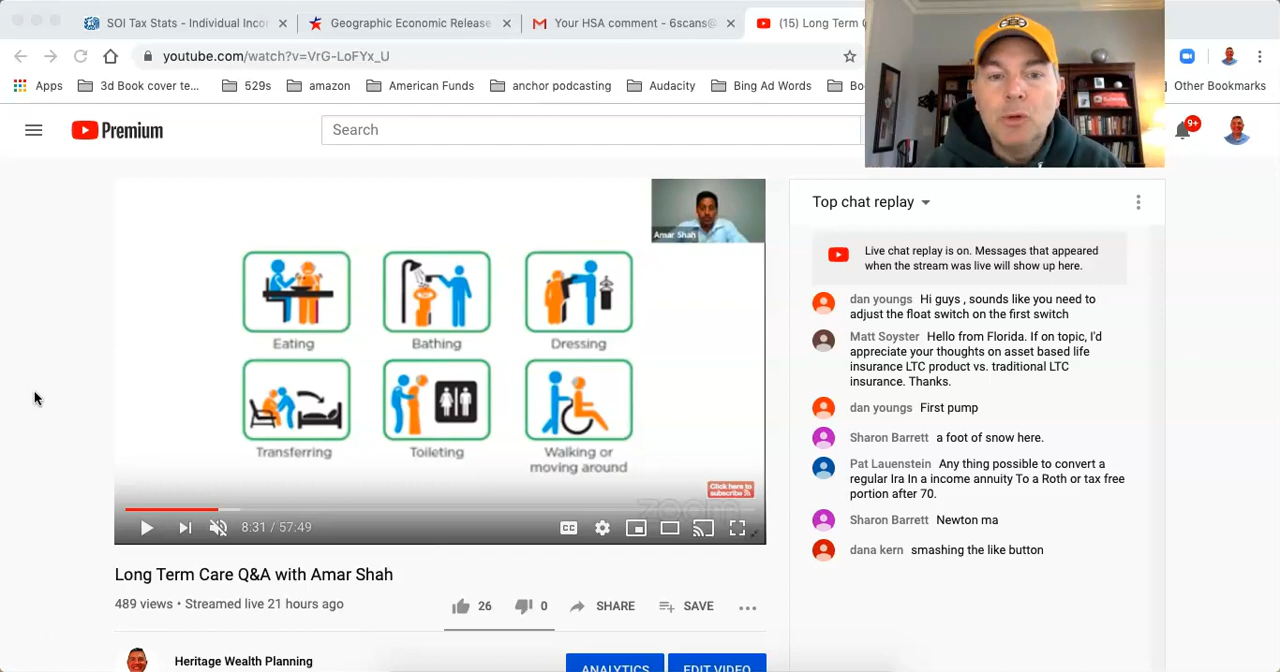 SOI Tax Stats - Individual Incor
Geographic Economic Release
Your HSA comment - 6scans@
(15) Long Term
youtube.com/watch?v=VrG-LoFYx_U
Apps
3d Book cover te...
529s
amazon
American Funds
anchor podcasting
Audacity
Bing Ad Words
Other Bookmarks
Premium
Search
9+
Amar Shah
Eating
Bathing
Dressing
Transferring
Toileting
Walking or
moving around
Click here to
subscribe
zoom
8:31 / 57:49
CC
Long Term Care Q&A with Amar Shah
489 views • Streamed live 21 hours ago
26
0
SHARE
SAVE
Heritage Wealth Planning
ANALYTICS
EDIT VIDEO
Top chat replay
Live chat replay is on. Messages that appeared
when the stream was live will show up here.
dan youngs Hi guys , sounds like you need to
adjust the float switch on the first switch
Matt Soyster Hello from Florida. If on topic, I'd
appreciate your thoughts on asset based life
insurance LTC product vs. traditional LTC
insurance. Thanks.
dan youngs First pump
Sharon Barrett a foot of snow here.
Pat Lauenstein Any thing possible to convert a
regular Ira In a income annuity To a Roth or tax free
portion after 70.
Sharon Barrett Newton ma
dana kern smashing the like button